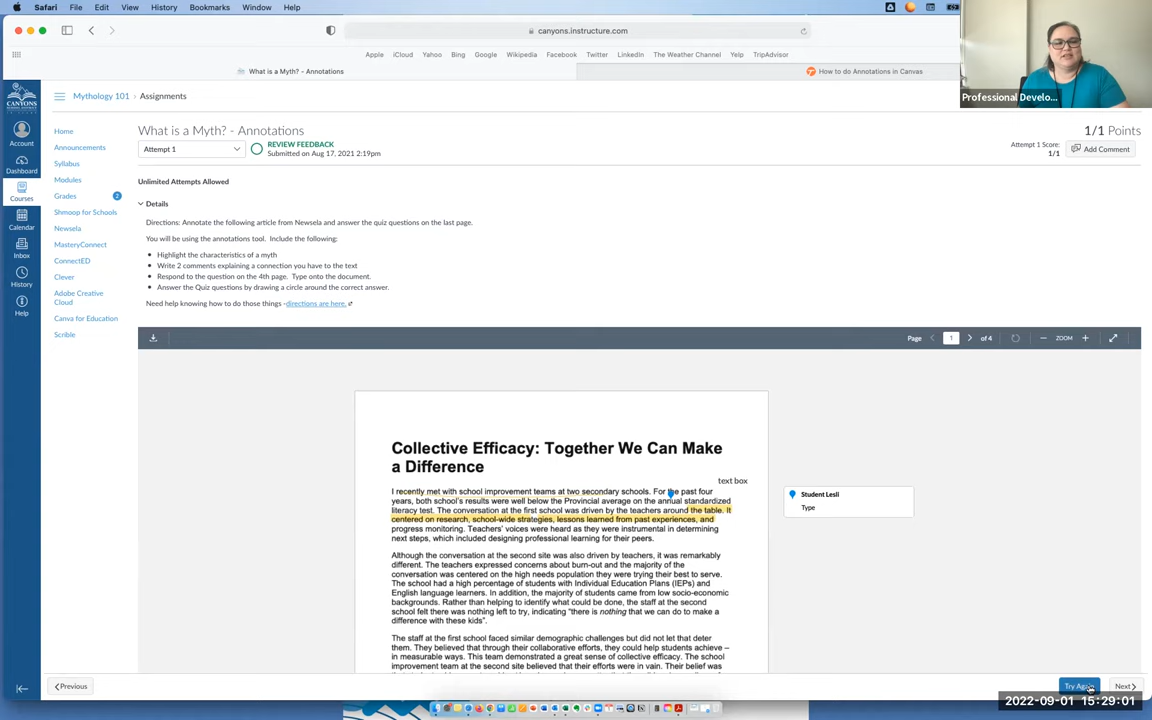 Safari File Edit View History Bookmarks Window Help
canyons.instructure.com
Apple iCloud Yahoo Bing Google Wikipedia Facebook Twitter LinkedIn The Weather Channel Yelp TripAdvisor
What is a Myth? - Annotations
How to do Annotations in Canvas
Professional Develo...
CANYONS
Account
Dashboard
Courses
Calendar
Inbox
History
Help
Mythology 101 › Assignments
Home
Announcements
Syllabus
Modules
Grades 2
Shmoop for Schools
Newsela
MasteryConnect
ConnectED
Clever
Adobe Creative
Cloud
Canva for Education
Scrible
What is a Myth? - Annotations
1/1 Points
Attempt 1
REVIEW FEEDBACK
Submitted on Aug 17, 2021 2:19pm
Attempt 1 Score:
1/1
Add Comment
Unlimited Attempts Allowed
Details
Directions: Annotate the following article from Newsela and answer the quiz questions on the last page.
You will be using the annotations tool. Include the following:
• Highlight the characteristics of a myth
• Write 2 comments explaining a connection you have to the text
• Respond to the question on the 4th page. Type onto the document.
• Answer the Quiz questions by drawing a circle around the correct answer.
Need help knowing how to do those things -directions are here.
Page 1 of 4 ZOOM
Collective Efficacy: Together We Can Make
a Difference
text box
I recently met with school improvement teams at two secondary schools. For the past four
years, both school's results were well below the Provincial average on the annual standardized
literacy test. The conversation at the first school was driven by the teachers around the table. It
centered on research, school-wide strategies, lessons learned from past experiences, and
progress monitoring. Teachers' voices were heard as they were instrumental in determining
next steps, which included designing professional learning for their peers.
Student Lesli
Type
Although the conversation at the second site was also driven by teachers, it was remarkably
different. The teachers expressed concerns about burn-out and the majority of the
conversation was centered on the high needs population they were trying their best to serve.
The school had a high percentage of students with Individual Education Plans (IEPs) and
English language learners. In addition, the majority of students came from low socio-economic
backgrounds. Rather than helping to identify what could be done, the staff at the second
school felt there was nothing left to try, indicating "there is nothing that we can do to make a
difference with these kids".
The staff at the first school faced similar demographic challenges but did not let that deter
them. They believed that through their collaborative efforts, they could help students achieve –
in measurable ways. This team demonstrated a great sense of collective efficacy. The school
improvement team at the second site believed that their efforts were in vain. Their belief was
Previous
Try Again
Next
2022-09-01 15:29:01